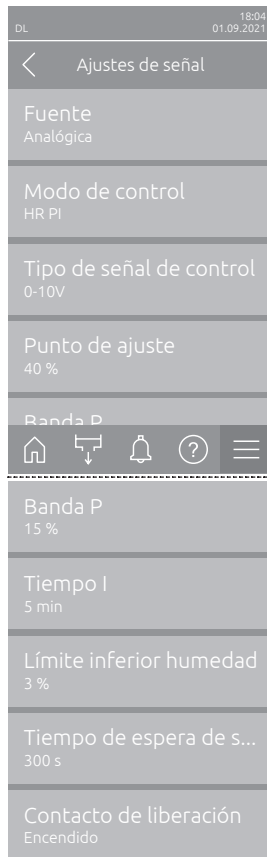 18:04
DL 01.09.2021
Ajustes de señal
Fuente
Analógica
Modo de control
HR PI
Tipo de señal de control
0-10V
Punto de ajuste
40 %
Banda P
?
Banda P
15 %
Tiempo I
5 min
Límite inferior humedad
3 %
Tiempo de espera de s...
300 s
Contacto de liberación
Encendido